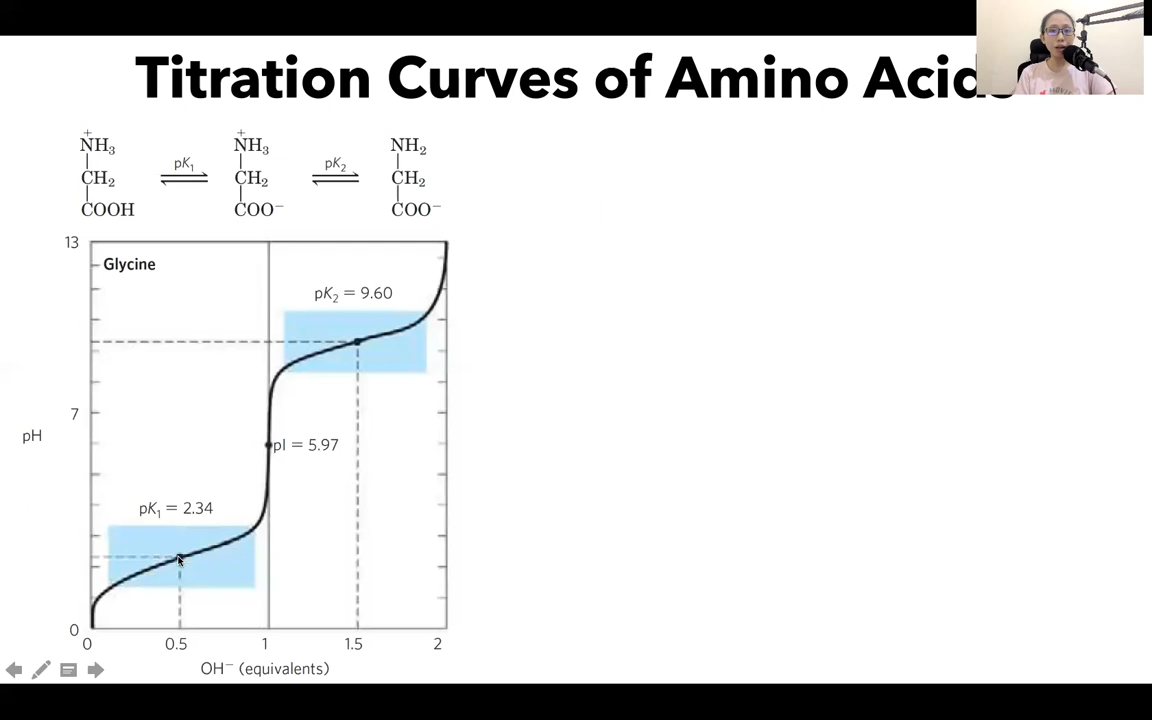 Titration Curves of Amino Acids
+ +
NH₃ pK₁ NH₃ pK₂ NH₂
CH₂ CH₂ CH₂
COOH COO⁻ COO⁻
13
Glycine
pK₂ = 9.60
7
pH
pI = 5.97
pK₁ = 2.34
0
0 0.5 1 1.5 2
OH⁻ (equivalents)